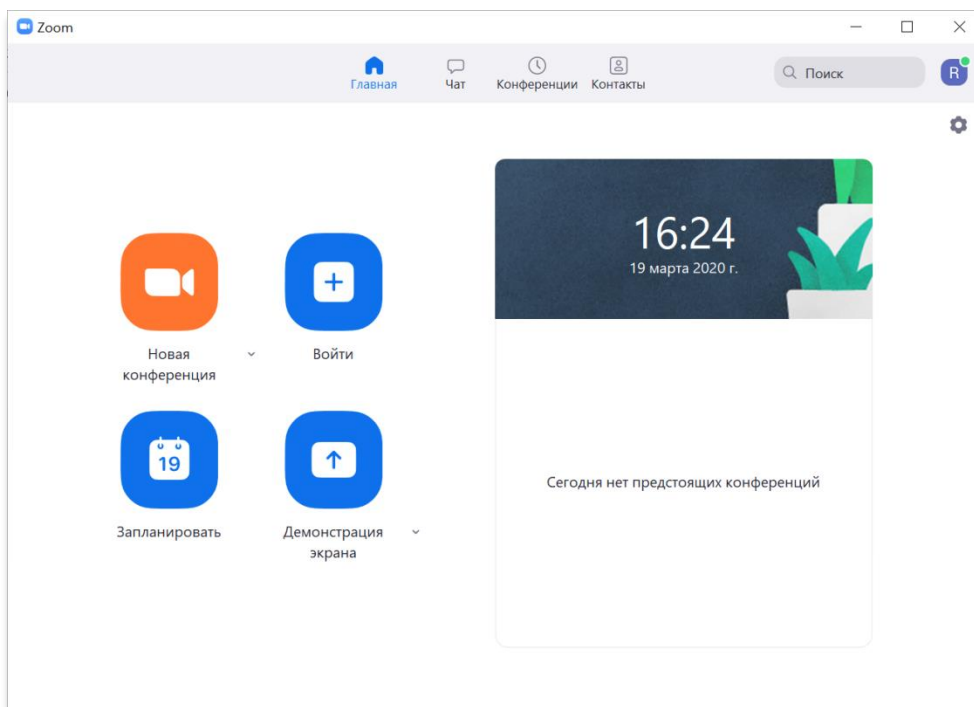 Zoom
Главная
Чат
Конференции
Контакты
Поиск
R
16:24
19 марта 2020 г.
Новая
конференция
Войти
19
Запланировать
Демонстрация
экрана
Сегодня нет предстоящих конференций